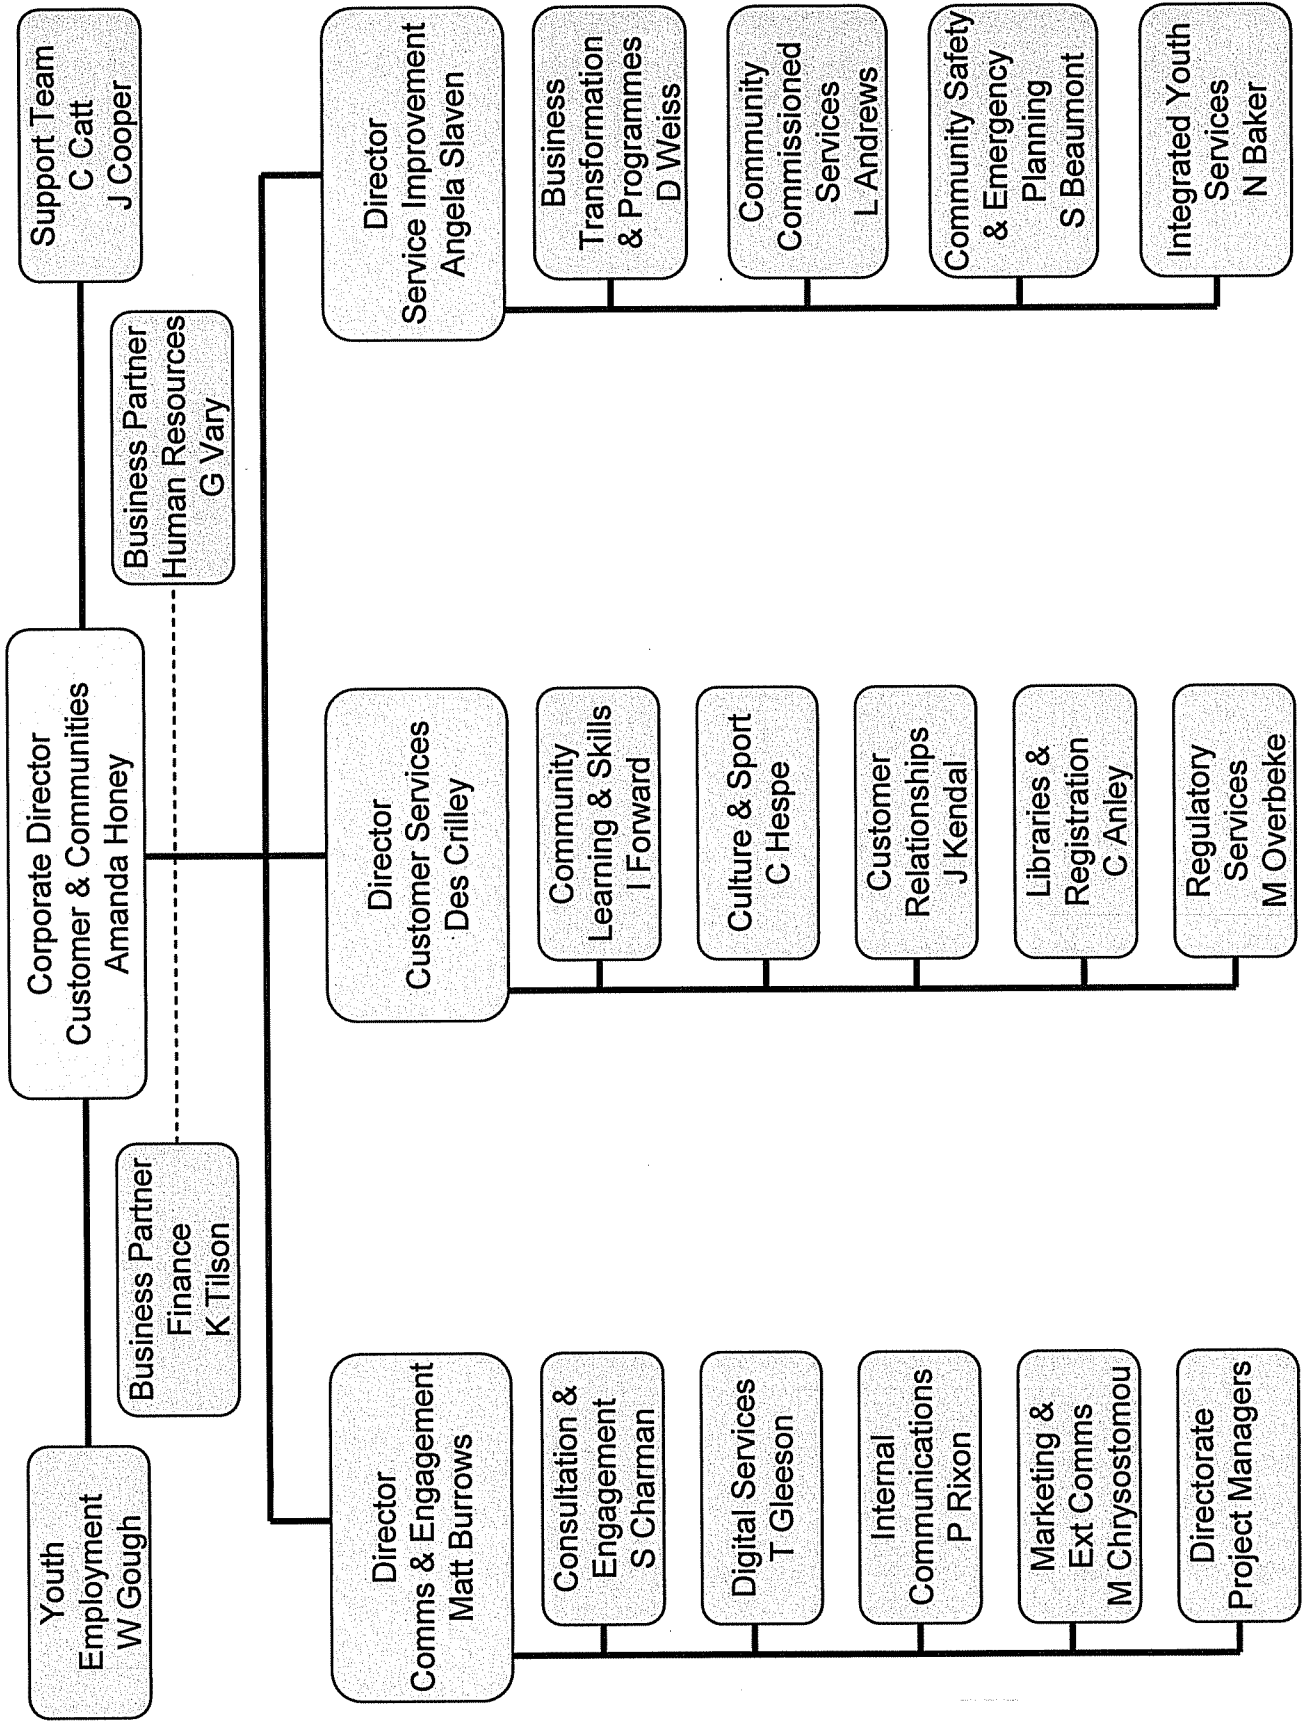 Corporate Director
Customer & Communities
Amanda Honey
Youth
Employment
W Gough
Support Team
C Catt
J Cooper
Business Partner
Finance
K Tilson
Business Partner
Human Resources
G Vary
Director
Comms & Engagement
Matt Burrows
Consultation &
Engagement
S Charman
Digital Services
T Gleeson
Internal
Communications
P Rixon
Marketing &
Ext Comms
M Chrysostomou
Directorate
Project Managers
Director
Customer Services
Des Crilley
Community
Learning & Skills
I Forward
Culture & Sport
C Hespe
Customer
Relationships
J Kendal
Libraries &
Registration
C Anley
Regulatory
Services
M Overbeke
Director
Service Improvement
Angela Slaven
Business
Transformation
& Programmes
D Weiss
Community
Commissioned
Services
L Andrews
Community Safety
& Emergency
Planning
S Beaumont
Integrated Youth
Services
N Baker